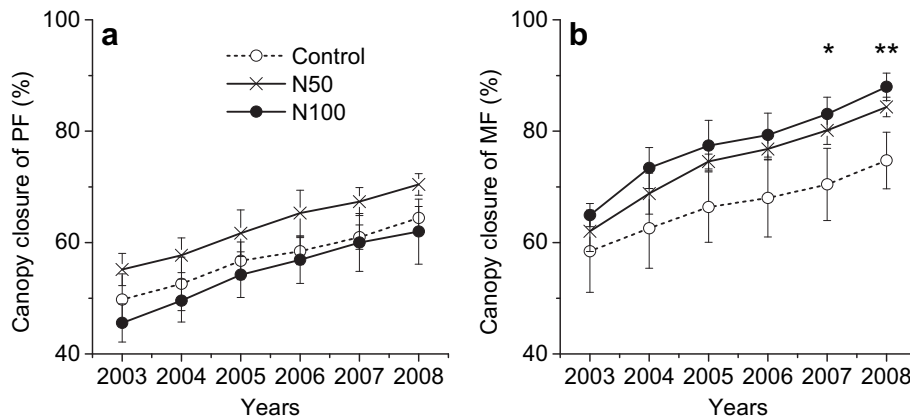 a
Control
N50
N100
100
80
60
40
Canopy closure of PF (%)
2003 2004 2005 2006 2007 2008
Years
b
* **
100
80
60
40
Canopy closure of MF (%)
2003 2004 2005 2006 2007 2008
Years